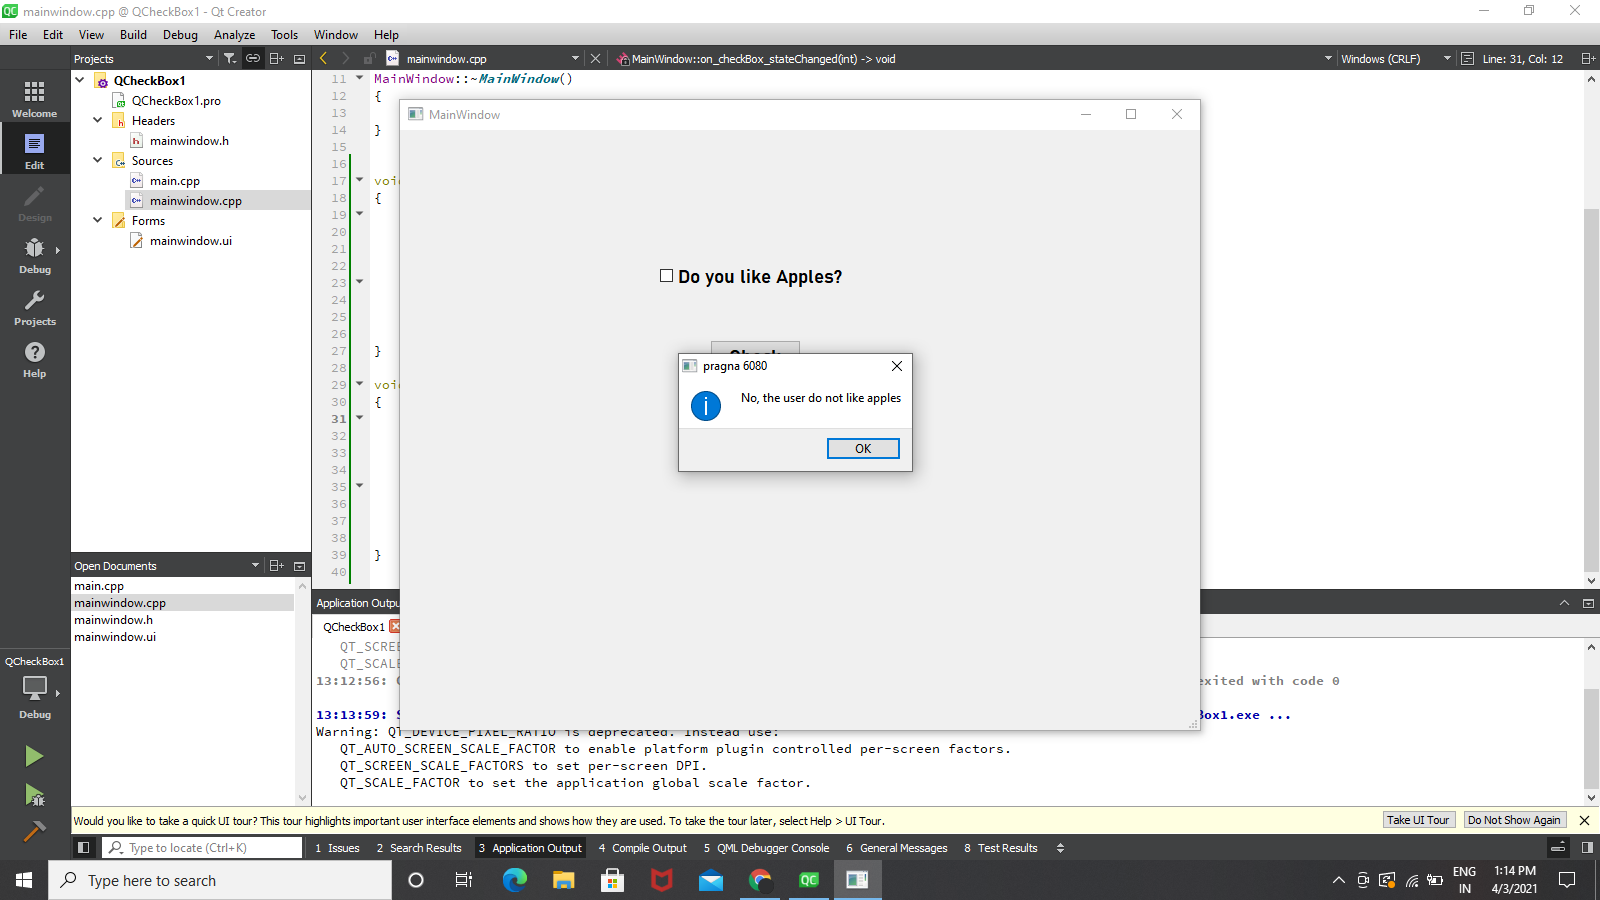 mainwindow.cpp @ QCheckBox1 - Qt Creator
File Edit View Build Debug Analyze Tools Window Help
Projects mainwindow.cpp MainWindow::on_checkBox_stateChanged(int) -> void Windows (CRLF) Line: 31, Col: 12
Welcome
Edit
Design
Debug
Projects
Help
QCheckBox1
Debug
QCheckBox1
QCheckBox1.pro
Headers
mainwindow.h
Sources
main.cpp
mainwindow.cpp
Forms
mainwindow.ui
Open Documents
main.cpp
mainwindow.cpp
mainwindow.h
mainwindow.ui
11 MainWindow::~MainWindow()
12 {
13
14 }
15
16
17 voi
18 {
19
20
21
22
23
24
25
26
27 }
28
29 voi
30 {
31
32
33
34
35
36
37
38
39 }
40
MainWindow
Do you like Apples?
Check
pragna 6080
No, the user do not like apples
OK
Application Outpu
QCheckBox1
QT_SCREE
QT_SCALE
13:12:56: exited with code 0
13:13:59: Box1.exe ...
Warning: QT_DEVICE_PIXEL_RATIO is deprecated. Instead use:
QT_AUTO_SCREEN_SCALE_FACTOR to enable platform plugin controlled per-screen factors.
QT_SCREEN_SCALE_FACTORS to set per-screen DPI.
QT_SCALE_FACTOR to set the application global scale factor.
Would you like to take a quick UI tour? This tour highlights important user interface elements and shows how they are used. To take the tour later, select Help > UI Tour. Take UI Tour Do Not Show Again
Type to locate (Ctrl+K) 1 Issues 2 Search Results 3 Application Output 4 Compile Output 5 QML Debugger Console 6 General Messages 8 Test Results
Type here to search
QC
ENG
IN
1:14 PM
4/3/2021